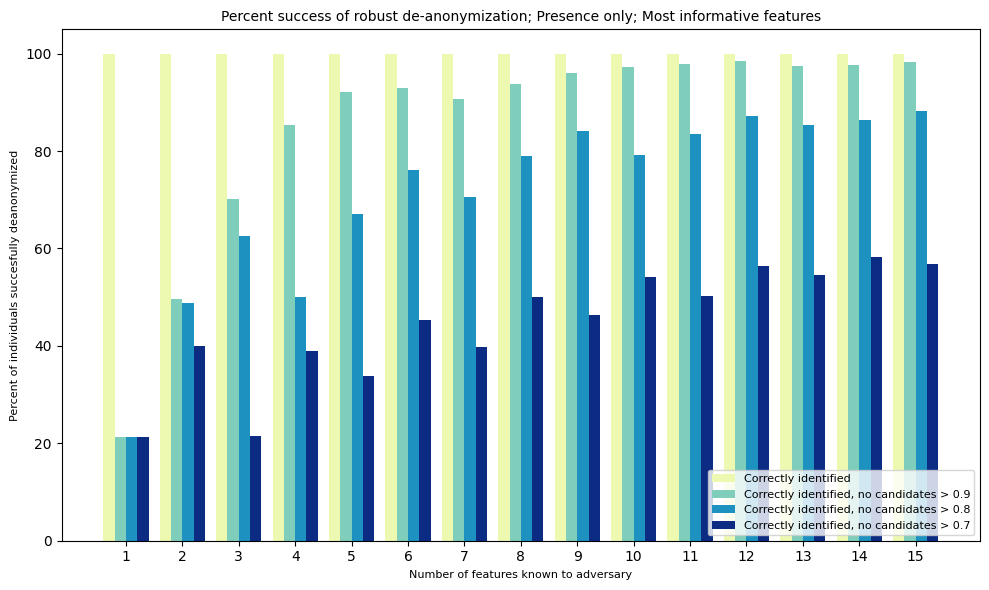 Percent success of robust de-anonymization; Presence only; Most informative features
Percent of individuals succesfully deanonymized
100
80
60
40
20
0
Correctly identified
Correctly identified, no candidates > 0.9
Correctly identified, no candidates > 0.8
Correctly identified, no candidates > 0.7
1 2 3 4 5 6 7 8 9 10 11 12 13 14 15
Number of features known to adversary